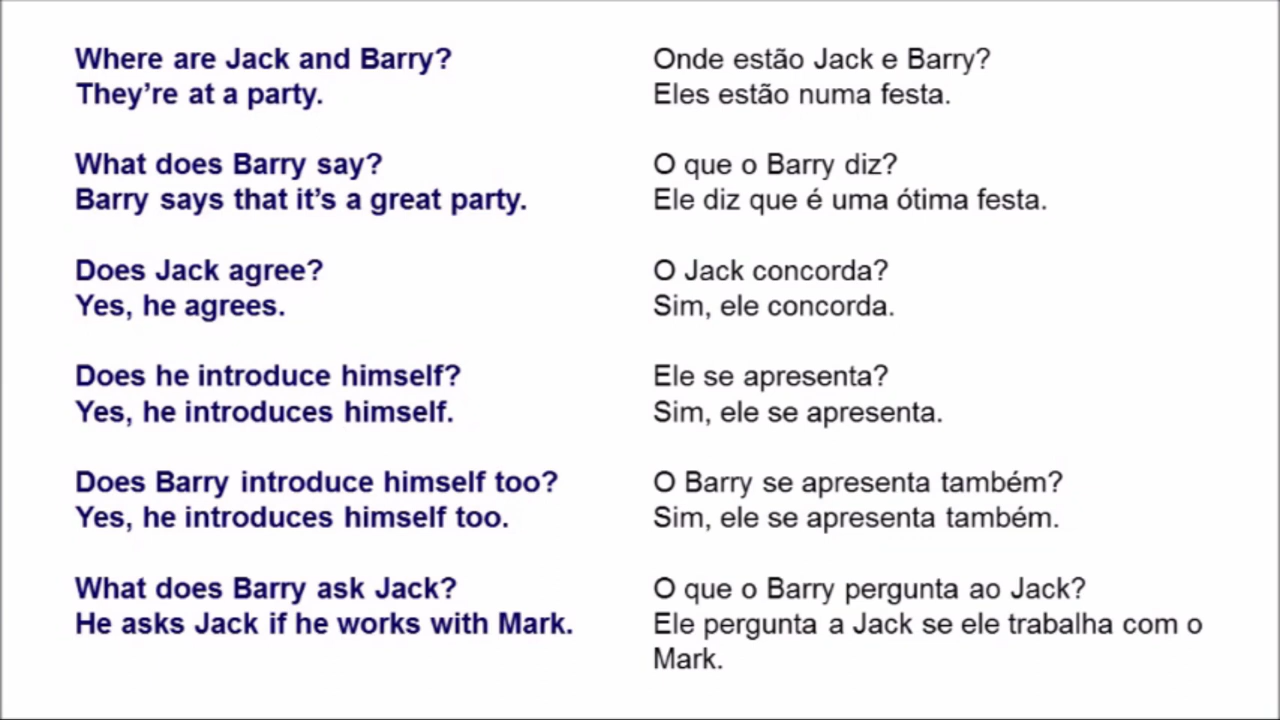 Where are Jack and Barry?
They're at a party.
What does Barry say?
Barry says that it's a great party.
Does Jack agree?
Yes, he agrees.
Does he introduce himself?
Yes, he introduces himself.
Does Barry introduce himself too?
Yes, he introduces himself too.
What does Barry ask Jack?
He asks Jack if he works with Mark.
Onde estão Jack e Barry?
Eles estão numa festa.
O que o Barry diz?
Ele diz que é uma ótima festa.
O Jack concorda?
Sim, ele concorda.
Ele se apresenta?
Sim, ele se apresenta.
O Barry se apresenta também?
Sim, ele se apresenta também.
O que o Barry pergunta ao Jack?
Ele pergunta a Jack se ele trabalha com o
Mark.